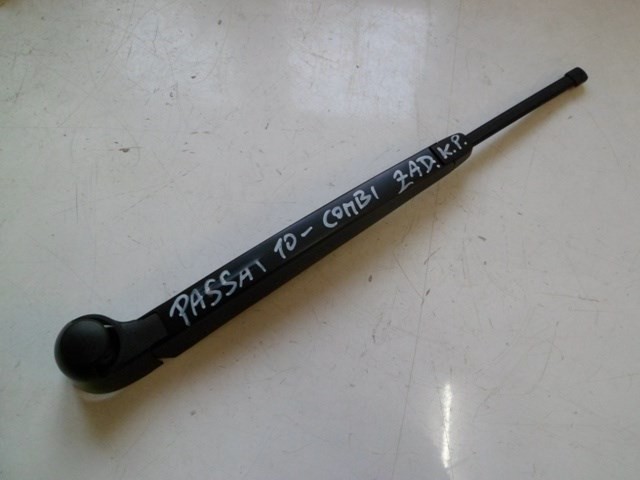 PASSAT 10- COMBI ZAD. K.P.